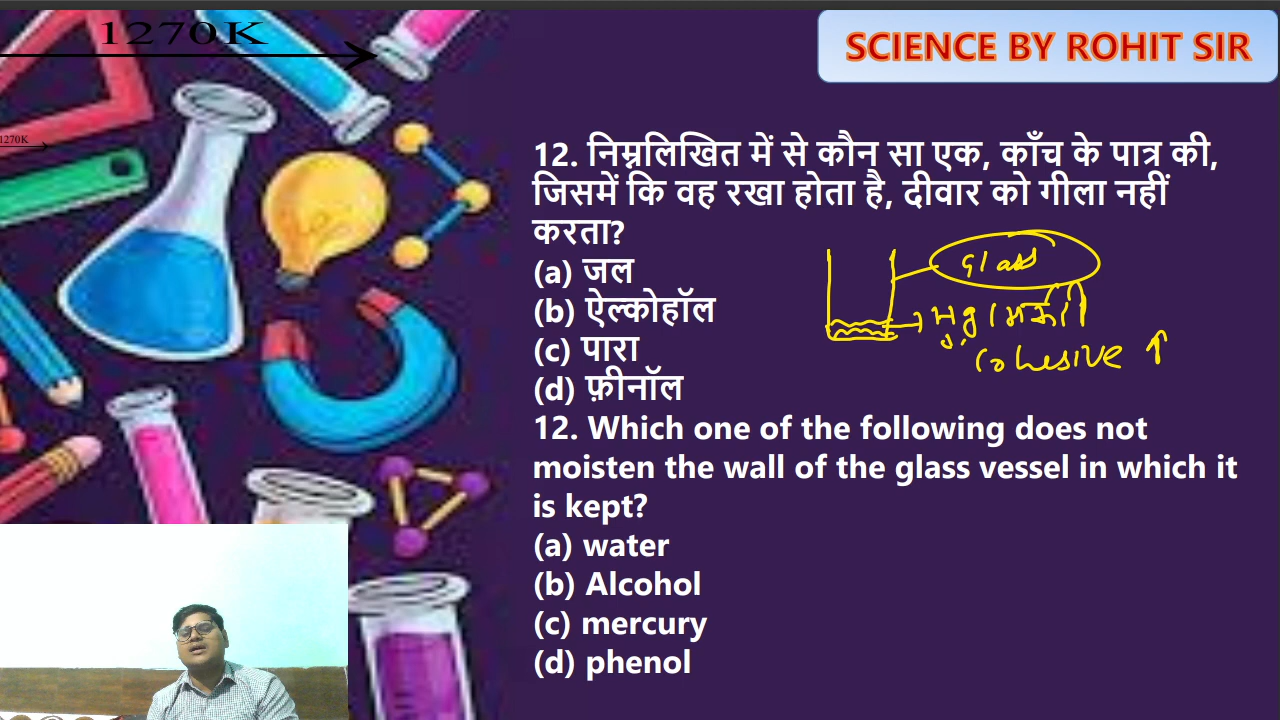 1270K
SCIENCE BY ROHIT SIR
1270K
12. निम्नलिखित में से कौन सा एक, काँच के पात्र की,
जिसमें कि वह रखा होता है, दीवार को गीला नहीं
करता?
(a) जल
(b) ऐल्कोहॉल
(c) पारा
(d) फ़ीनॉल
Glass
Cohesive ↑
12. Which one of the following does not
moisten the wall of the glass vessel in which it
is kept?
(a) water
(b) Alcohol
(c) mercury
(d) phenol